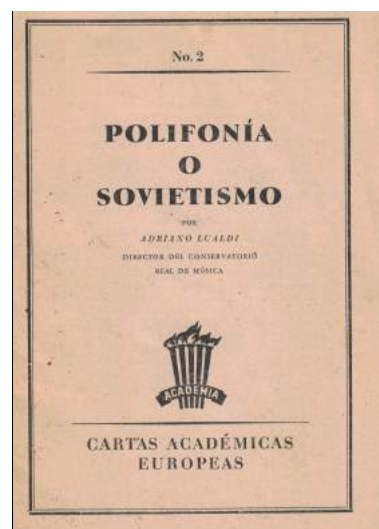 No. 2
POLIFONÍA
O
SOVIETISMO
POR
ADRIANO LUALDI
DIRECTOR DEL CONSERVATORIO
REAL DE MÚSICA
ACADEMIA
CARTAS ACADÉMICAS
EUROPEAS